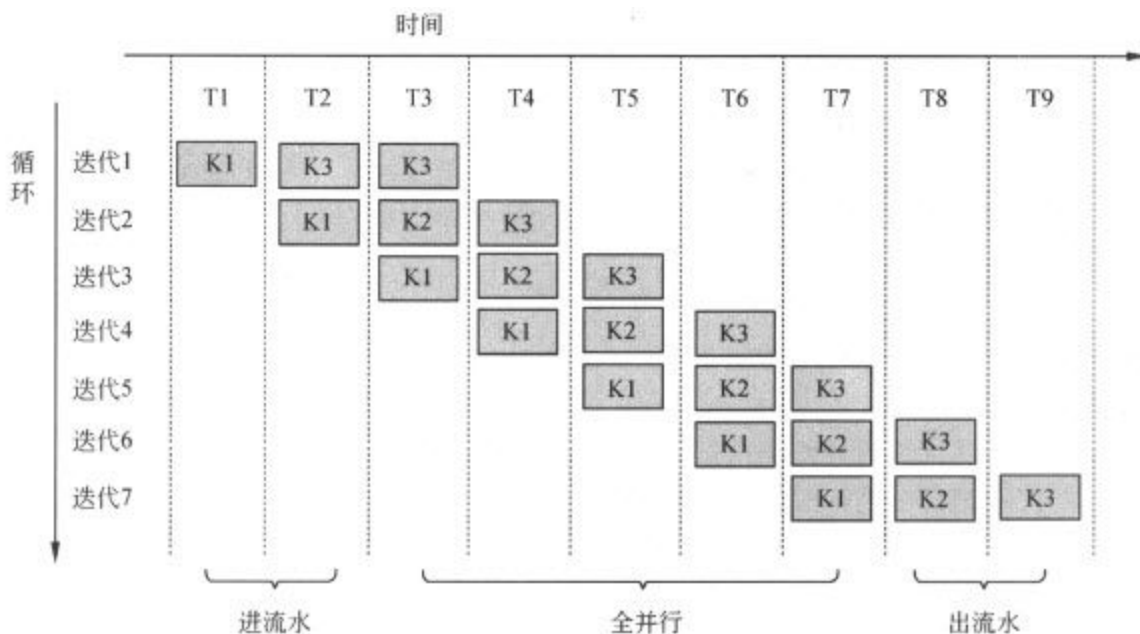 时间
T1 T2 T3 T4 T5 T6 T7 T8 T9
循环
迭代1 K1 K3 K3
迭代2 K1 K2 K3
迭代3 K1 K2 K3
迭代4 K1 K2 K3
迭代5 K1 K2 K3
迭代6 K1 K2 K3
迭代7 K1 K2 K3
进流水 全并行 出流水